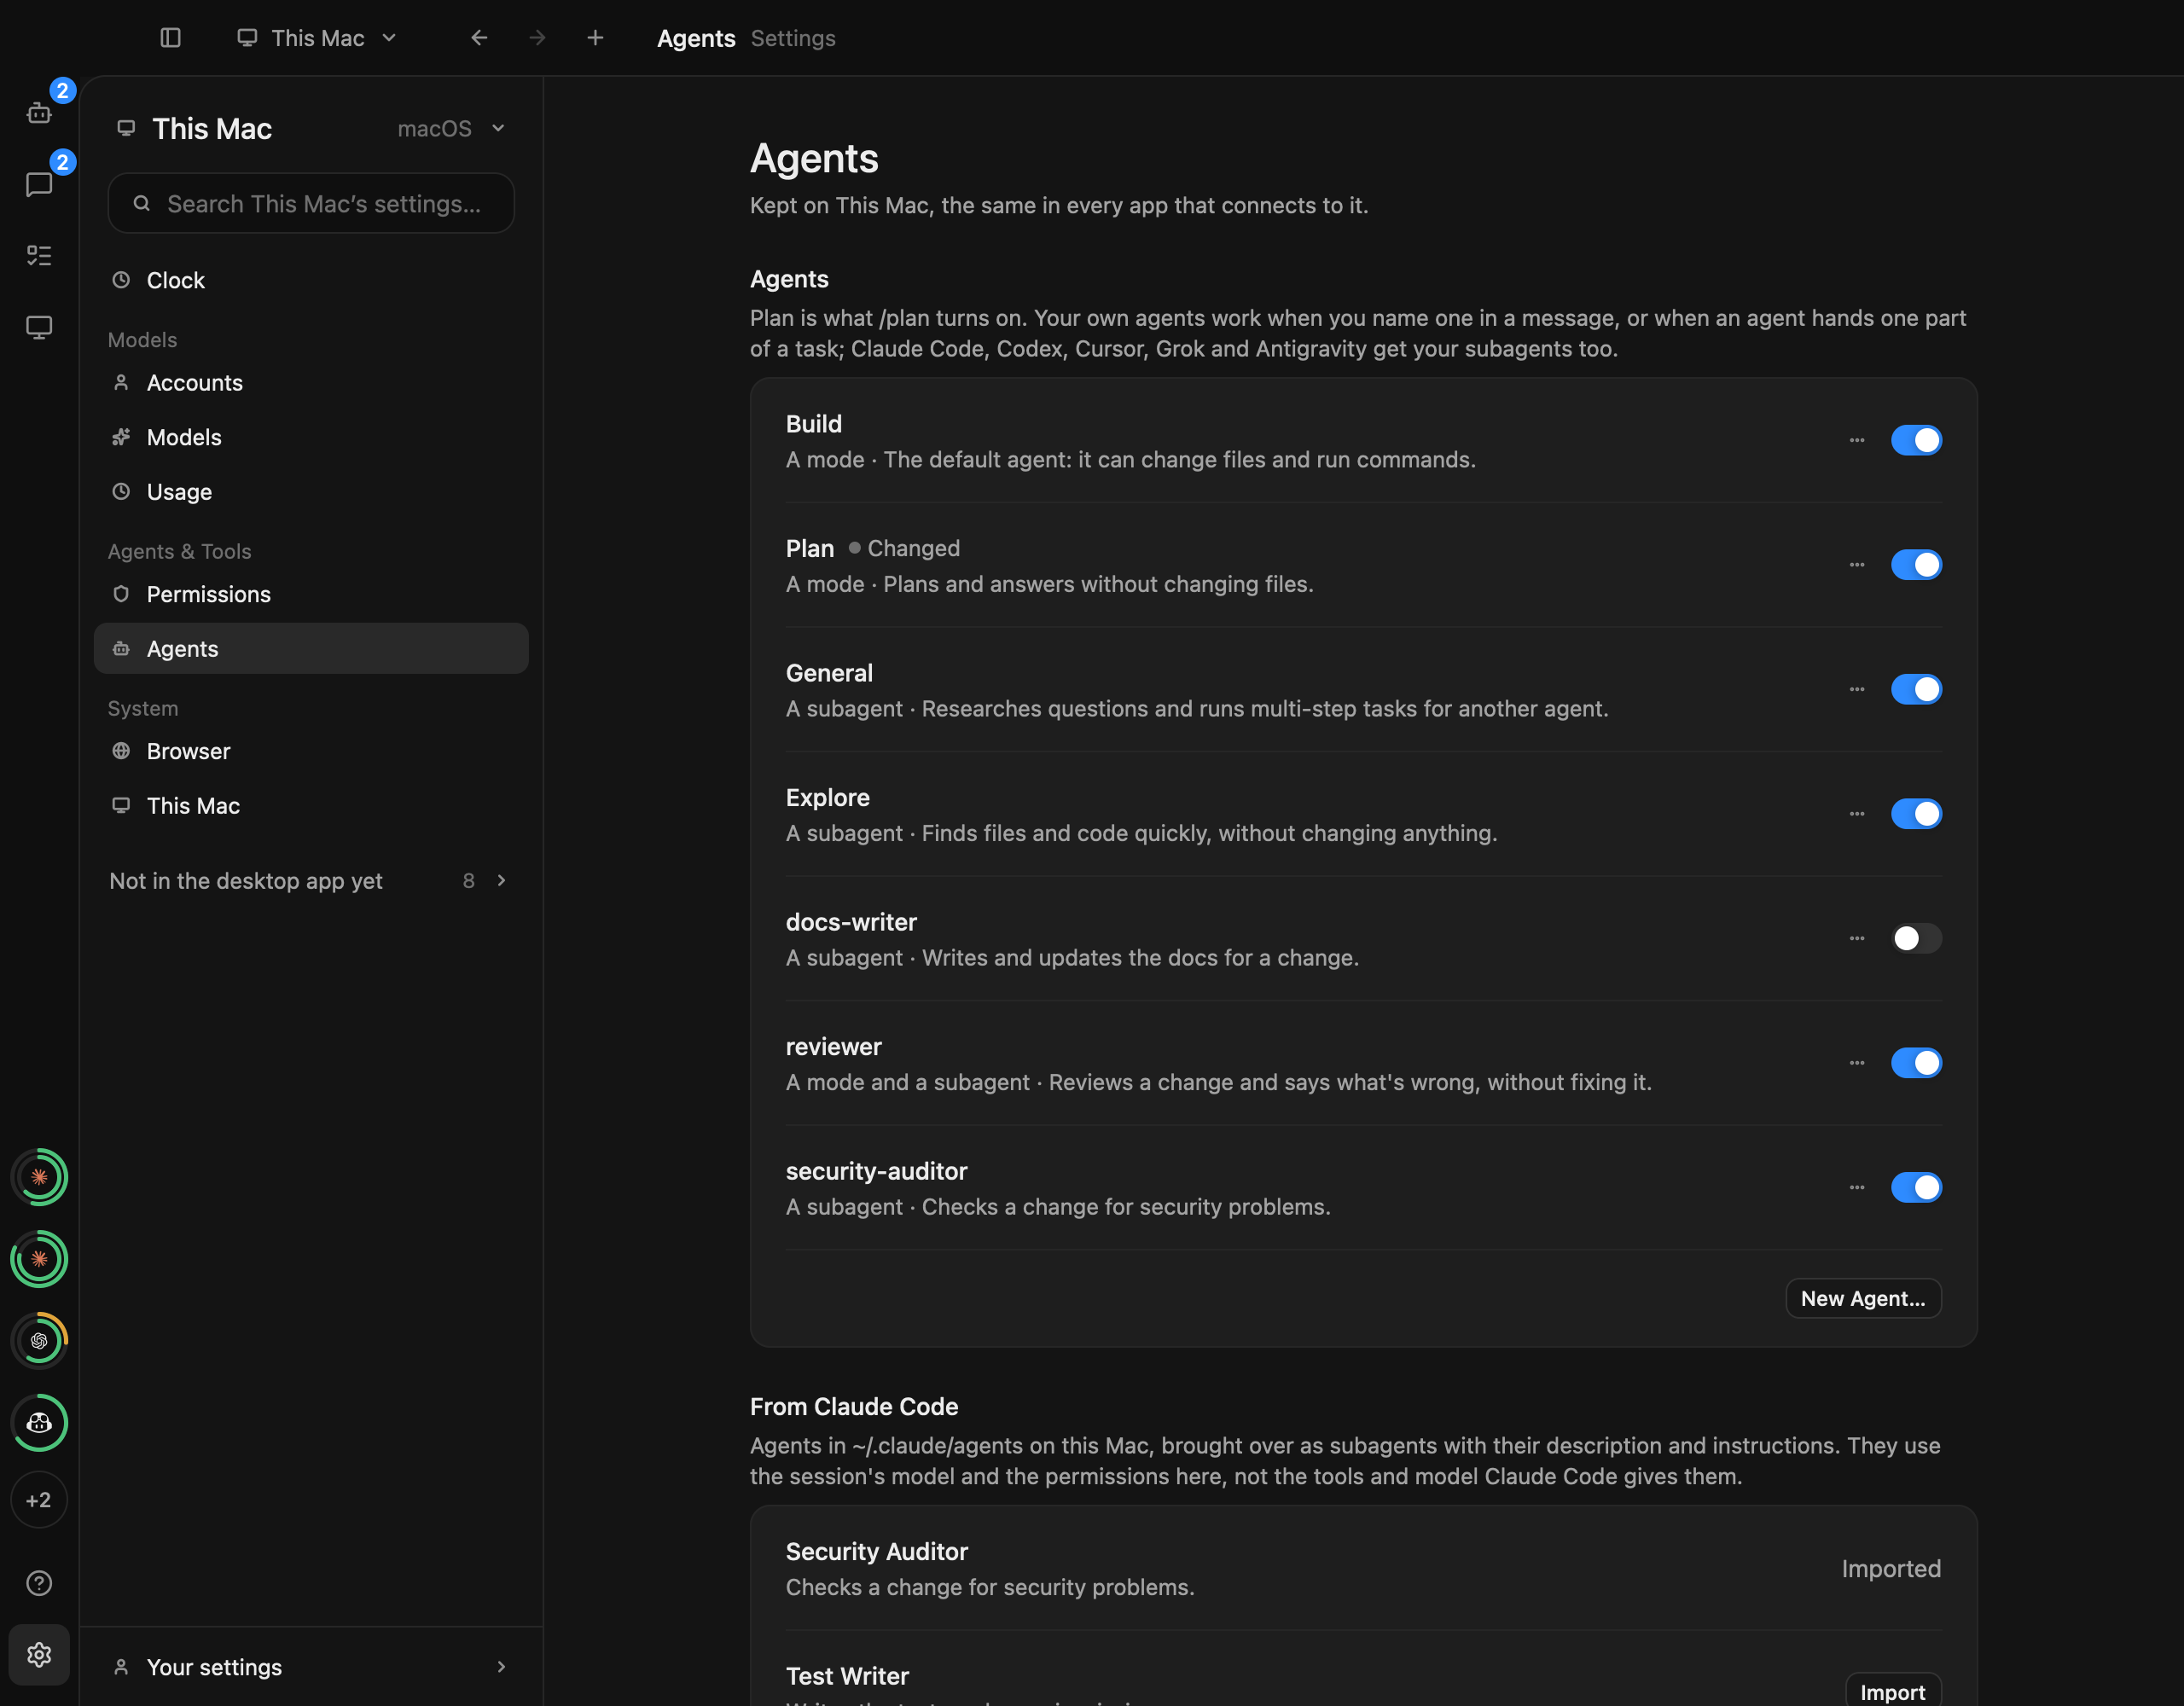 This Mac
Agents Settings
2
2
This Mac macOS
Search This Mac’s settings...
Clock
Models
Accounts
Models
Usage
Agents & Tools
Permissions
Agents
System
Browser
This Mac
Not in the desktop app yet 8
+2
Your settings
Agents
Kept on This Mac, the same in every app that connects to it.
Agents
Plan is what /plan turns on. Your own agents work when you name one in a message, or when an agent hands one part
of a task; Claude Code, Codex, Cursor, Grok and Antigravity get your subagents too.
Build
A mode · The default agent: it can change files and run commands.
Plan Changed
A mode · Plans and answers without changing files.
General
A subagent · Researches questions and runs multi-step tasks for another agent.
Explore
A subagent · Finds files and code quickly, without changing anything.
docs-writer
A subagent · Writes and updates the docs for a change.
reviewer
A mode and a subagent · Reviews a change and says what's wrong, without fixing it.
security-auditor
A subagent · Checks a change for security problems.
New Agent...
From Claude Code
Agents in ~/.claude/agents on this Mac, brought over as subagents with their description and instructions. They use
the session's model and the permissions here, not the tools and model Claude Code gives them.
Security Auditor
Checks a change for security problems.
Imported
Test Writer
Import